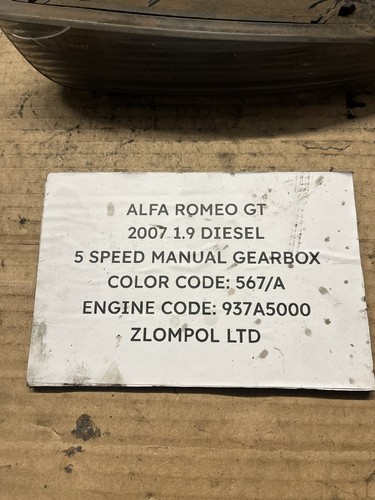 ALFA ROMEO GT
2007 1.9 DIESEL
5 SPEED MANUAL GEARBOX
COLOR CODE: 567/A
ENGINE CODE: 937A5000
ZLOMPOL LTD